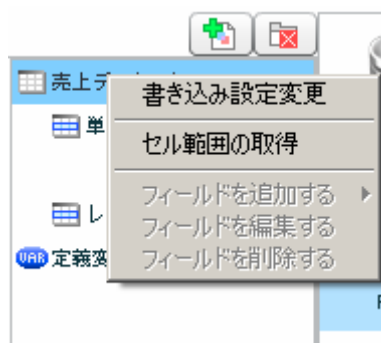 売上デ
書き込み設定変更
単
セル範囲の取得
フィールドを追加する
レ
フィールドを編集する
VAR 定義変
フィールドを削除する